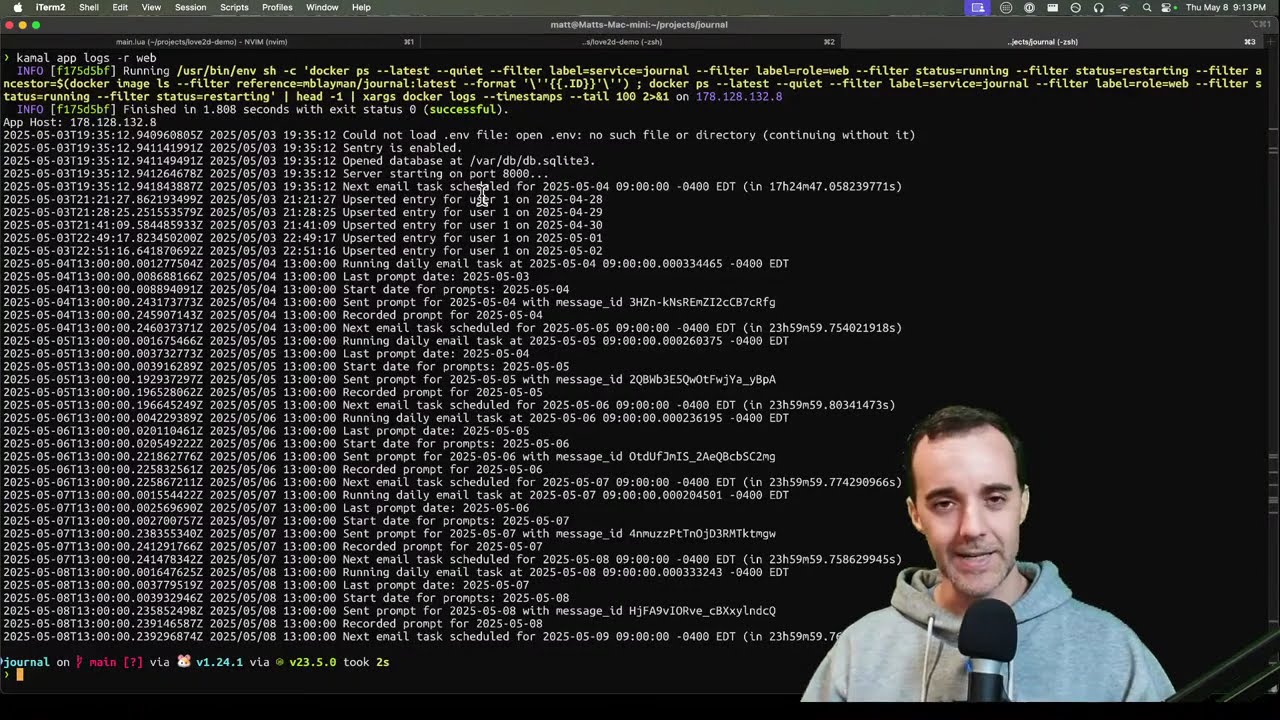 iTerm2 Shell Edit View Session Scripts Profiles Window Help Thu May 8 9:13 PM
matt@Matts-Mac-mini:~/projects/journal ⌥⌘1
main.lua (~/projects/love2d-demo) - NVIM (nvim) ⌘1 ..s/love2d-demo (-zsh) ⌘2 ..jects/journal (-zsh) ⌘3
❯ kamal app logs -r web
INFO [f175d5bf] Running /usr/bin/env sh -c 'docker ps --latest --quiet --filter label=service=journal --filter label=role=web --filter status=running --filter status=restarting --filter a
ncestor=$(docker image ls --filter reference=mblayman/journal:latest --format '\''{{.ID}}'\'') ; docker ps --latest --quiet --filter label=service=journal --filter label=role=web --filter s
tatus=running --filter status=restarting' | head -1 | xargs docker logs --timestamps --tail 100 2>&1 on 178.128.132.8
INFO [f175d5bf] Finished in 1.808 seconds with exit status 0 (successful).
App Host: 178.128.132.8
2025-05-03T19:35:12.940960805Z 2025/05/03 19:35:12 Could not load .env file: open .env: no such file or directory (continuing without it)
2025-05-03T19:35:12.941141991Z 2025/05/03 19:35:12 Sentry is enabled.
2025-05-03T19:35:12.941149491Z 2025/05/03 19:35:12 Opened database at /var/db/db.sqlite3.
2025-05-03T19:35:12.941264678Z 2025/05/03 19:35:12 Server starting on port 8000...
2025-05-03T19:35:12.941843887Z 2025/05/03 19:35:12 Next email task scheduled for 2025-05-04 09:00:00 -0400 EDT (in 17h24m47.058239771s)
2025-05-03T21:21:27.862193499Z 2025/05/03 21:21:27 Upserted entry for user 1 on 2025-04-28
2025-05-03T21:28:25.251553579Z 2025/05/03 21:28:25 Upserted entry for user 1 on 2025-04-29
2025-05-03T21:41:09.584485933Z 2025/05/03 21:41:09 Upserted entry for user 1 on 2025-04-30
2025-05-03T22:49:17.823450200Z 2025/05/03 22:49:17 Upserted entry for user 1 on 2025-05-01
2025-05-03T22:51:16.641870692Z 2025/05/03 22:51:16 Upserted entry for user 1 on 2025-05-02
2025-05-04T13:00:00.001277504Z 2025/05/04 13:00:00 Running daily email task at 2025-05-04 09:00:00.000334465 -0400 EDT
2025-05-04T13:00:00.008688166Z 2025/05/04 13:00:00 Last prompt date: 2025-05-03
2025-05-04T13:00:00.008894091Z 2025/05/04 13:00:00 Start date for prompts: 2025-05-04
2025-05-04T13:00:00.243173773Z 2025/05/04 13:00:00 Sent prompt for 2025-05-04 with message_id 3HZn-kNsREmZI2cCB7cRfg
2025-05-04T13:00:00.245907143Z 2025/05/04 13:00:00 Recorded prompt for 2025-05-04
2025-05-04T13:00:00.246037371Z 2025/05/04 13:00:00 Next email task scheduled for 2025-05-05 09:00:00 -0400 EDT (in 23h59m59.754021918s)
2025-05-05T13:00:00.001675466Z 2025/05/05 13:00:00 Running daily email task at 2025-05-05 09:00:00.000260375 -0400 EDT
2025-05-05T13:00:00.003732773Z 2025/05/05 13:00:00 Last prompt date: 2025-05-04
2025-05-05T13:00:00.003916289Z 2025/05/05 13:00:00 Start date for prompts: 2025-05-05
2025-05-05T13:00:00.192937297Z 2025/05/05 13:00:00 Sent prompt for 2025-05-05 with message_id 2QBWb3E5QwOtFwjYa_yBpA
2025-05-05T13:00:00.196528062Z 2025/05/05 13:00:00 Recorded prompt for 2025-05-05
2025-05-05T13:00:00.196645249Z 2025/05/05 13:00:00 Next email task scheduled for 2025-05-06 09:00:00 -0400 EDT (in 23h59m59.80341473s)
2025-05-06T13:00:00.004229389Z 2025/05/06 13:00:00 Running daily email task at 2025-05-06 09:00:00.000236195 -0400 EDT
2025-05-06T13:00:00.020110461Z 2025/05/06 13:00:00 Last prompt date: 2025-05-05
2025-05-06T13:00:00.020549222Z 2025/05/06 13:00:00 Start date for prompts: 2025-05-06
2025-05-06T13:00:00.221862776Z 2025/05/06 13:00:00 Sent prompt for 2025-05-06 with message_id OtdUfJmIS_2AeQBcbSC2mg
2025-05-06T13:00:00.225832561Z 2025/05/06 13:00:00 Recorded prompt for 2025-05-06
2025-05-06T13:00:00.225667211Z 2025/05/06 13:00:00 Next email task scheduled for 2025-05-07 09:00:00 -0400 EDT (in 23h59m59.774290966s)
2025-05-07T13:00:00.001554422Z 2025/05/07 13:00:00 Running daily email task at 2025-05-07 09:00:00.000204501 -0400 EDT
2025-05-07T13:00:00.002569690Z 2025/05/07 13:00:00 Last prompt date: 2025-05-06
2025-05-07T13:00:00.002700757Z 2025/05/07 13:00:00 Start date for prompts: 2025-05-07
2025-05-07T13:00:00.238355340Z 2025/05/07 13:00:00 Sent prompt for 2025-05-07 with message_id 4nmuzzPtTnOjD3RMTktmgw
2025-05-07T13:00:00.241291766Z 2025/05/07 13:00:00 Recorded prompt for 2025-05-07
2025-05-07T13:00:00.241478342Z 2025/05/07 13:00:00 Next email task scheduled for 2025-05-08 09:00:00 -0400 EDT (in 23h59m59.758629945s)
2025-05-08T13:00:00.001647625Z 2025/05/08 13:00:00 Running daily email task at 2025-05-08 09:00:00.000333243 -0400 EDT
2025-05-08T13:00:00.003779519Z 2025/05/08 13:00:00 Last prompt date: 2025-05-07
2025-05-08T13:00:00.003932946Z 2025/05/08 13:00:00 Start date for prompts: 2025-05-08
2025-05-08T13:00:00.235852498Z 2025/05/08 13:00:00 Sent prompt for 2025-05-08 with message_id HjFA9vIORve_cBXxylndcQ
2025-05-08T13:00:00.239146587Z 2025/05/08 13:00:00 Recorded prompt for 2025-05-08
2025-05-08T13:00:00.239296874Z 2025/05/08 13:00:00 Next email task scheduled for 2025-05-09 09:00:00 -0400 EDT (in 23h59m59.76
journal on main [?] via 🐹 v1.24.1 via v23.5.0 took 2s
❯